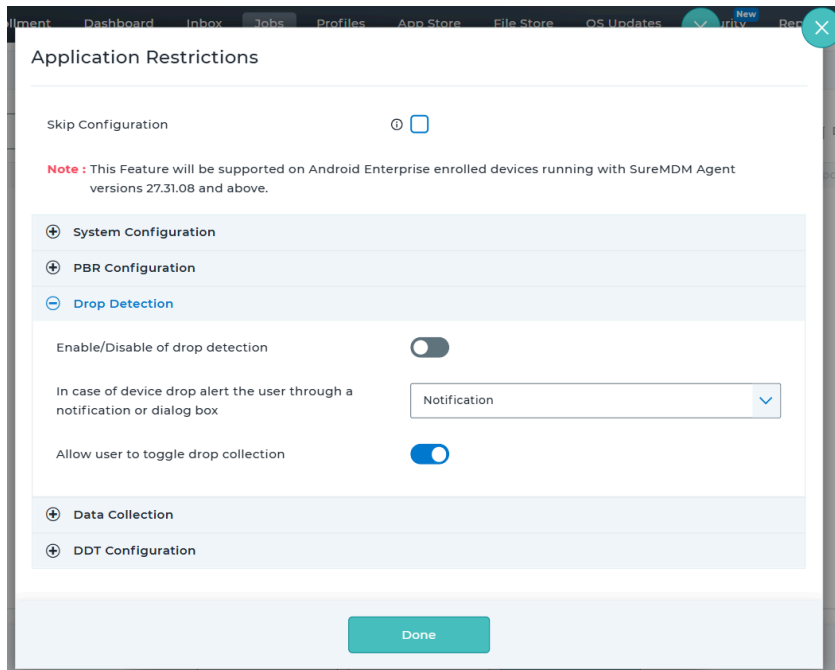 Dashboard Inbox Jobs Profiles App Store File Store OS Updates New
Application Restrictions
Skip Configuration
Note : This Feature will be supported on Android Enterprise enrolled devices running with SureMDM Agent
versions 27.31.08 and above.
System Configuration
PBR Configuration
Drop Detection
Enable/Disable of drop detection
In case of device drop alert the user through a
notification or dialog box
Notification
Allow user to toggle drop collection
Data Collection
DDT Configuration
Done